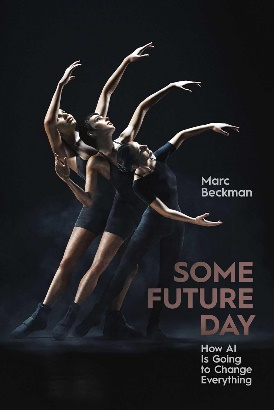 Marc
Beckman
SOME
FUTURE
DAY
How AI
Is Going
to Change
Everything